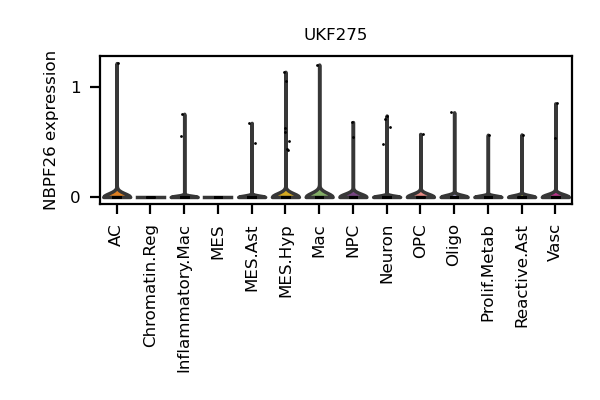 UKF275
NBPF26 expression
1
0
AC
Chromatin.Reg
Inflammatory.Mac
MES
MES.Ast
MES.Hyp
Mac
NPC
Neuron
OPC
Oligo
Prolif.Metab
Reactive.Ast
Vasc